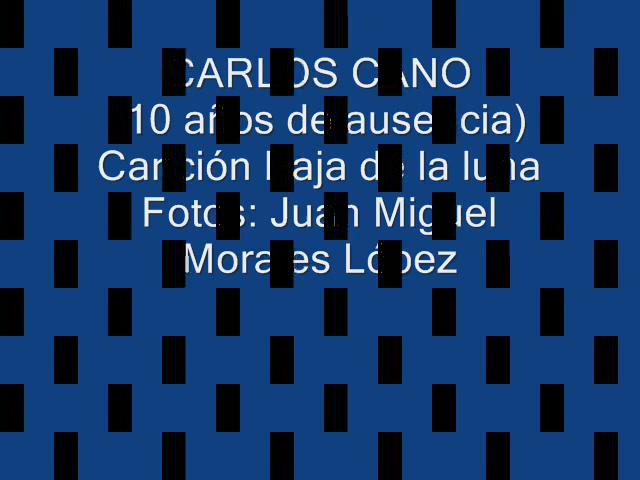 CARLOS CANO
(10 años de ausencia)
Canción Baja de la luna
Fotos: Juan Miguel
Morales López